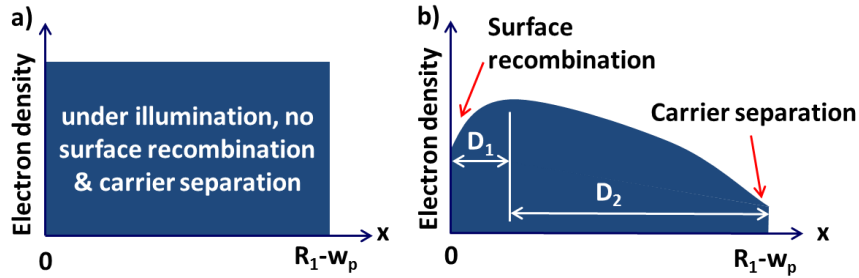 a)
Electron density
under illumination, no
surface recombination
& carrier separation
0
R₁-wₚ
x
b)
Electron density
Surface
recombination
Carrier separation
D₁
D₂
0
R₁-wₚ
x